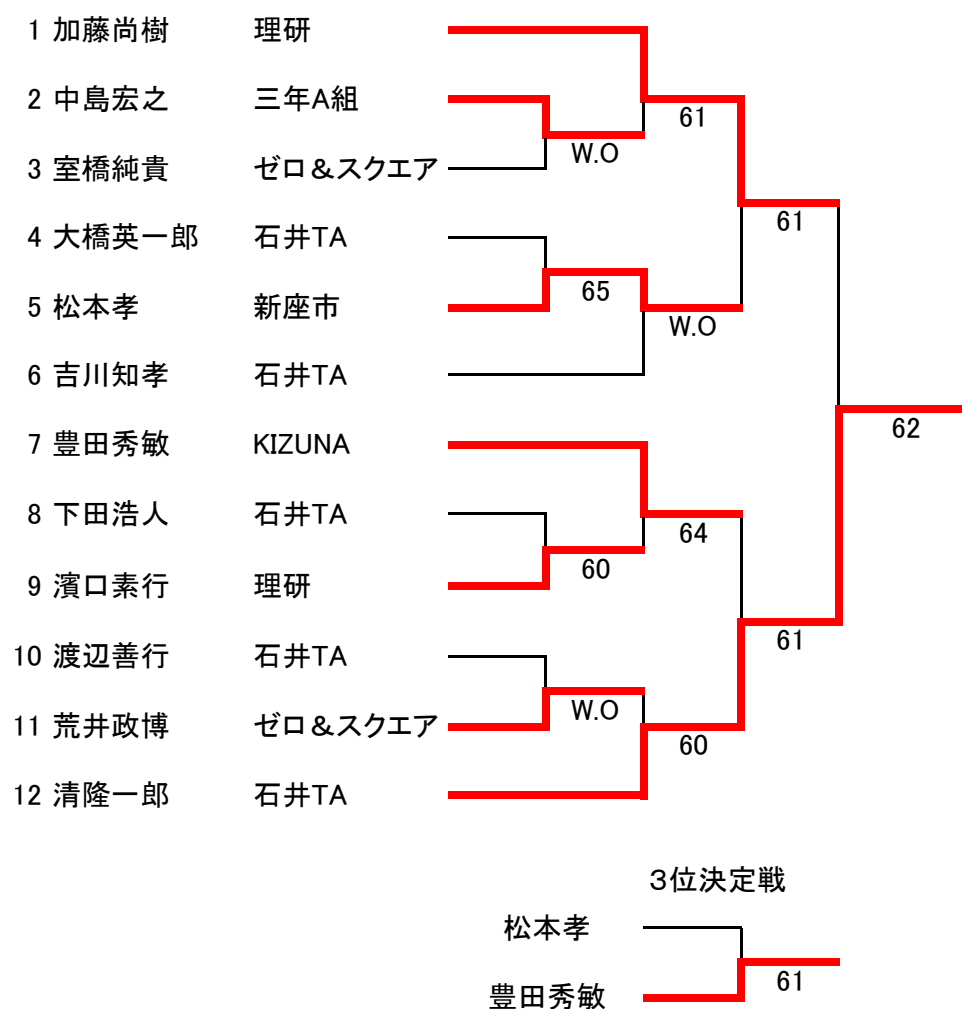 1 加藤尚樹 理研
61
2 中島宏之 三年A組
W.O
3 室橋純貴 ゼロ＆スクエア
61
4 大橋英一郎 石井TA
65
5 松本孝 新座市
W.O
6 吉川知孝 石井TA
62
7 豊田秀敏 KIZUNA
8 下田浩人 石井TA
64
60
9 濱口素行 理研
61
10 渡辺善行 石井TA
W.O
11 荒井政博 ゼロ＆スクエア
60
12 清隆一郎 石井TA
３位決定戦
松本孝
61
豊田秀敏